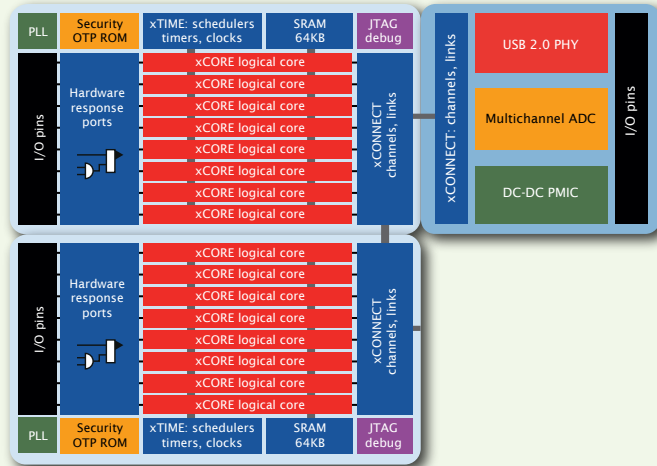 PLL
Security
OTP ROM
xTIME: schedulers
timers, clocks
SRAM
64KB
JTAG
debug
I/O pins
Hardware
response
ports
xCORE logical core
xCORE logical core
xCORE logical core
xCORE logical core
xCORE logical core
xCORE logical core
xCORE logical core
xCORE logical core
xCONNECT
channels, links
xCONNECT: channels, links
USB 2.0 PHY
Multichannel ADC
DC-DC PMIC
I/O pins
I/O pins
Hardware
response
ports
xCORE logical core
xCORE logical core
xCORE logical core
xCORE logical core
xCORE logical core
xCORE logical core
xCORE logical core
xCORE logical core
xCONNECT
channels, links
PLL
Security
OTP ROM
xTIME: schedulers
timers, clocks
SRAM
64KB
JTAG
debug